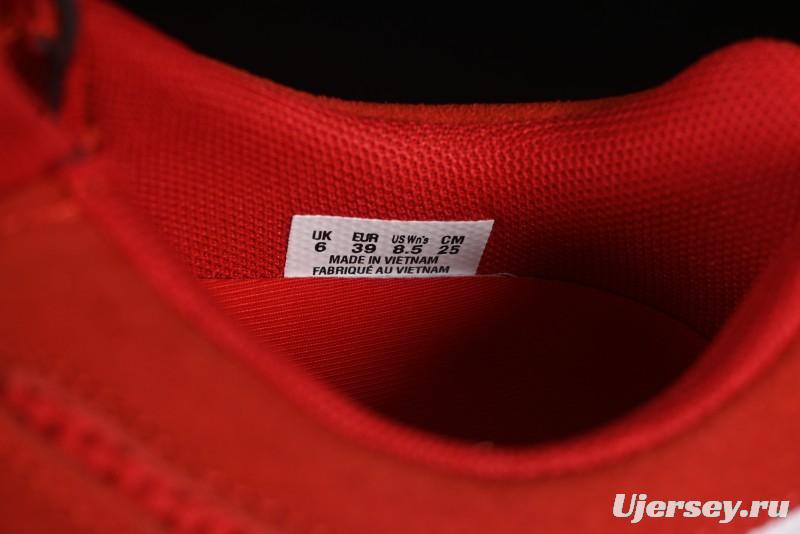 UK EUR US Wn's CM
6 39 8.5 25
MADE IN VIETNAM
FABRIQUÉ AU VIETNAM
Ujersey.ru